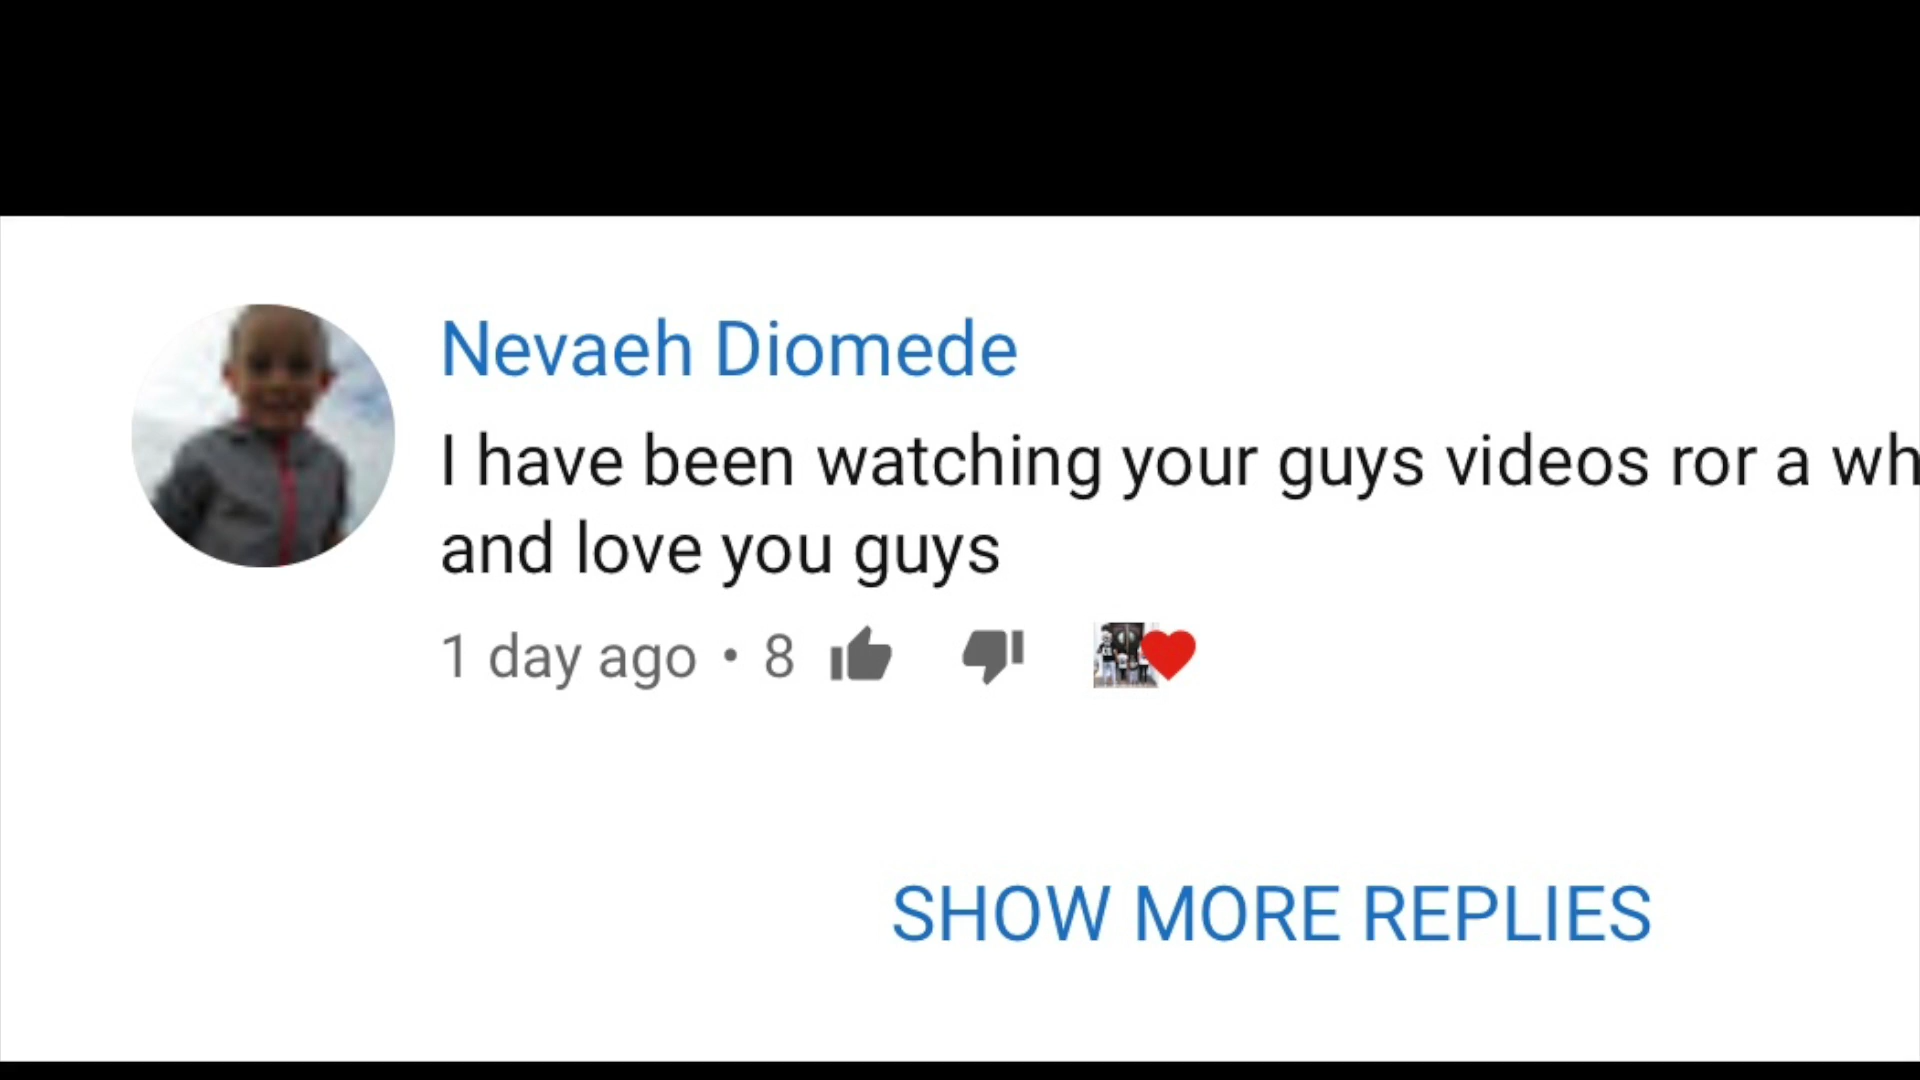 Nevaeh Diomede
I have been watching your guys videos ror a wh
and love you guys
1 day ago • 8
SHOW MORE REPLIES